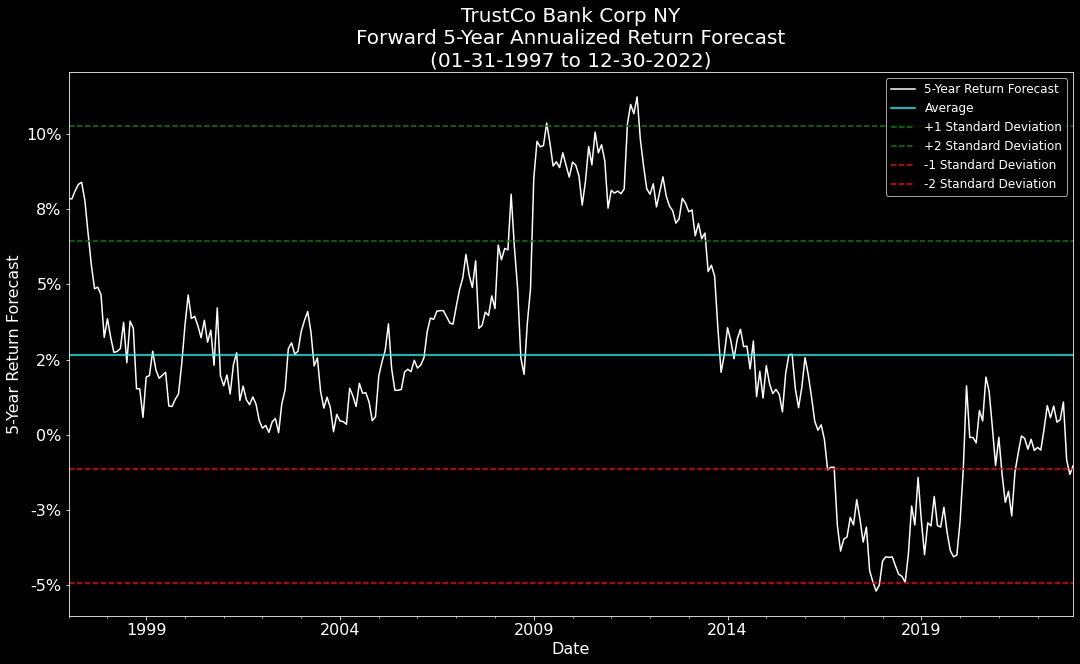 TrustCo Bank Corp NY
Forward 5-Year Annualized Return Forecast
(01-31-1997 to 12-30-2022)
5-Year Return Forecast
Average
+1 Standard Deviation
+2 Standard Deviation
-1 Standard Deviation
-2 Standard Deviation
5-Year Return Forecast
10%
8%
5%
2%
0%
-3%
-5%
1999
2004
2009
2014
2019
Date